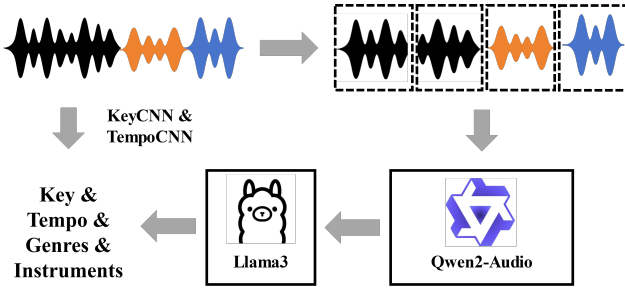 KeyCNN &
TempoCNN
Key &
Tempo &
Genres &
Instruments
Llama3
Qwen2-Audio